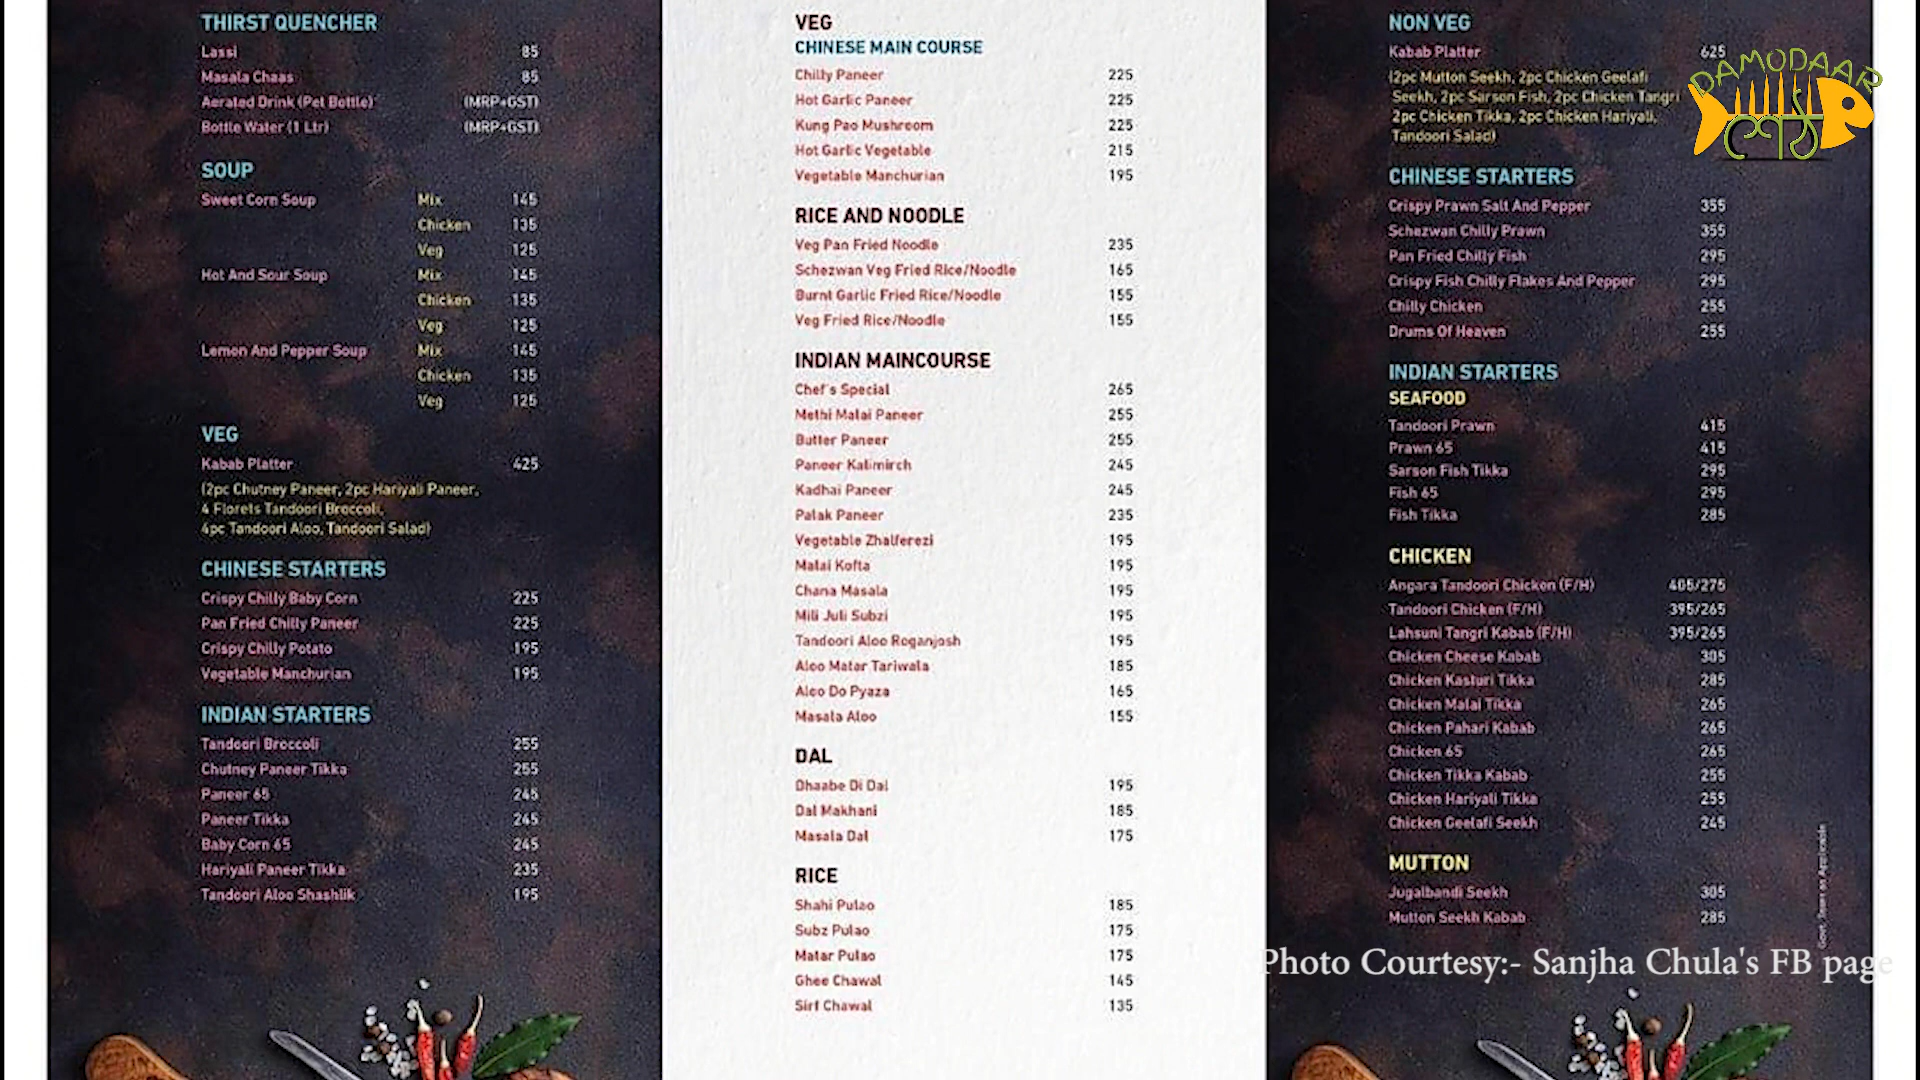 THIRST QUENCHER
Lassi 85
Masala Chaas 85
Aerated Drink (Pet Bottle) (MRP+GST)
Bottle Water (1 Ltr) (MRP+GST)
SOUP
Sweet Corn Soup Mix 145
Chicken 135
Veg 125
Hot And Sour Soup Mix 145
Chicken 135
Veg 125
Lemon And Pepper Soup Mix 145
Chicken 135
Veg 125
VEG
Kabab Platter 425
(2pc Chutney Paneer, 2pc Hariyali Paneer,
4 Florets Tandoori Broccoli,
4pc Tandoori Aloo, Tandoori Salad)
CHINESE STARTERS
Crispy Chilly Baby Corn 225
Pan Fried Chilly Paneer 225
Crispy Chilly Potato 195
Vegetable Manchurian 195
INDIAN STARTERS
Tandoori Broccoli 255
Chutney Paneer Tikka 255
Paneer 65 245
Paneer Tikka 245
Baby Corn 65 245
Hariyali Paneer Tikka 235
Tandoori Aloo Shashlik 195
VEG
CHINESE MAIN COURSE
Chilly Paneer 225
Hot Garlic Paneer 225
Kung Pao Mushroom 225
Hot Garlic Vegetable 215
Vegetable Manchurian 195
RICE AND NOODLE
Veg Pan Fried Noodle 235
Schezwan Veg Fried Rice/Noodle 165
Burnt Garlic Fried Rice/Noodle 155
Veg Fried Rice/Noodle 155
INDIAN MAINCOURSE
Chef's Special 265
Methi Malai Paneer 255
Butter Paneer 255
Paneer Kalimirch 245
Kadhai Paneer 245
Palak Paneer 235
Vegetable Zhalferezi 195
Malai Kofta 195
Chana Masala 195
Mili Juli Subzi 195
Tandoori Aloo Roganjosh 195
Aloo Matar Tariwala 185
Aloo Do Pyaza 165
Masala Aloo 155
DAL
Dhaabe Di Dal 195
Dal Makhani 185
Masala Dal 175
RICE
Shahi Pulao 185
Subz Pulao 175
Matar Pulao 175
Ghee Chawal 145
Sirf Chawal 135
NON VEG
Kabab Platter 625
(2pc Mutton Seekh, 2pc Chicken Geelafi
Seekh, 2pc Sarson Fish, 2pc Chicken Tangri
2pc Chicken Tikka, 2pc Chicken Hariyali,
Tandoori Salad)
CHINESE STARTERS
Crispy Prawn Salt And Pepper 355
Schezwan Chilly Prawn 355
Pan Fried Chilly Fish 295
Crispy Fish Chilly Flakes And Pepper 295
Chilly Chicken 255
Drums Of Heaven 255
INDIAN STARTERS
SEAFOOD
Tandoori Prawn 415
Prawn 65 415
Sarson Fish Tikka 295
Fish 65 295
Fish Tikka 285
CHICKEN
Angara Tandoori Chicken (F/H) 405/275
Tandoori Chicken (F/H) 395/265
Lahsuni Tangri Kabab (F/H) 395/265
Chicken Cheese Kabab 305
Chicken Kasturi Tikka 285
Chicken Malai Tikka 265
Chicken Pahari Kabab 265
Chicken 65 265
Chicken Tikka Kabab 255
Chicken Hariyali Tikka 255
Chicken Geelafi Seekh 245
MUTTON
Jugalbandi Seekh 305
Mutton Seekh Kabab 285
Govt. Taxes as Applicable
DAMODAAR
Photo Courtesy:- Sanjha Chula's FB page